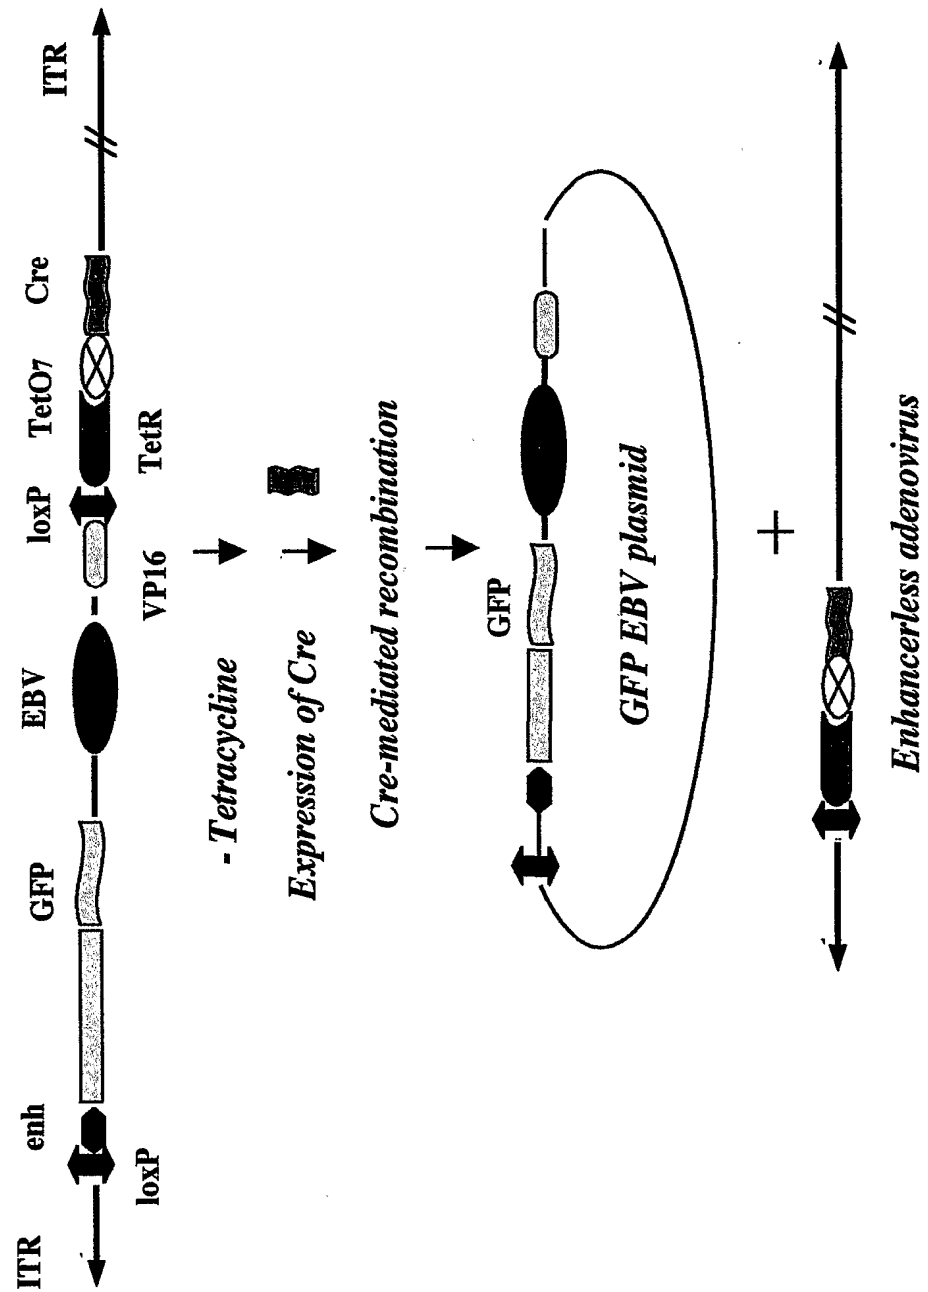 ITR enh GFP EBV loxP TetO7 Cre ITR
loxP VP16 TetR
- Tetracycline
Expression of Cre
Cre-mediated recombination
GFP
GFP EBV plasmid
+
Enhancerless adenovirus